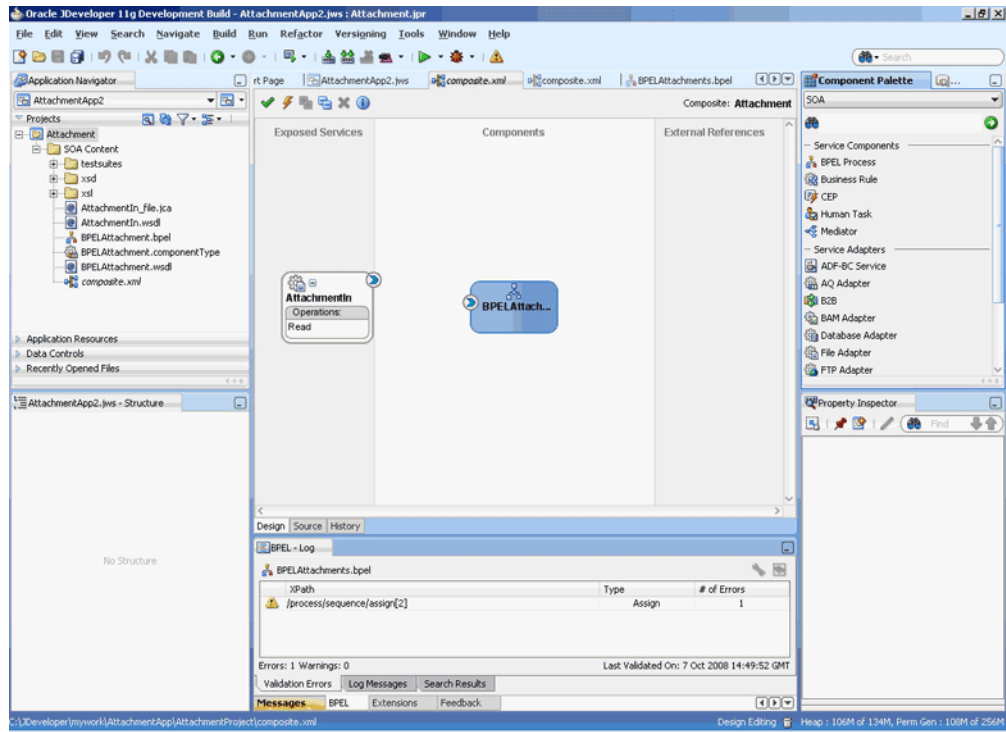 Oracle JDeveloper 11g Development Build - AttachmentApp2.jws : Attachment.jpr
File Edit View Search Navigate Build Run Refactor Versioning Tools Window Help
Search
Application Navigator
AttachmentApp2
Projects
Attachment
SOA Content
testsuites
xsd
xsl
AttachmentIn_file.jca
AttachmentIn.wsdl
BPELAttachment.bpel
BPELAttachment.componentType
BPELAttachment.wsdl
composite.xml
Application Resources
Data Controls
Recently Opened Files
AttachmentApp2.jws - Structure
No Structure
rt Page AttachmentApp2.jws composite.xml composite.xml BPELAttachments.bpel
Composite: Attachment
Exposed Services Components External References
AttachmentIn
Operations:
Read
BPELAttach...
Design Source History
BPEL - Log
BPELAttachments.bpel
XPath Type # of Errors
/process/sequence/assign[2] Assign 1
Errors: 1 Warnings: 0 Last Validated On: 7 Oct 2008 14:49:52 GMT
Validation Errors Log Messages Search Results
Messages BPEL Extensions Feedback
Component Palette
SOA
Service Components
BPEL Process
Business Rule
CEP
Human Task
Mediator
Service Adapters
ADF-BC Service
AQ Adapter
B2B
BAM Adapter
Database Adapter
File Adapter
FTP Adapter
Property Inspector
Find
C:\JDeveloper\mywork\AttachmentApp\AttachmentProject\composite.xml Design Editing Heap : 106M of 134M, Perm Gen : 108M of 256M